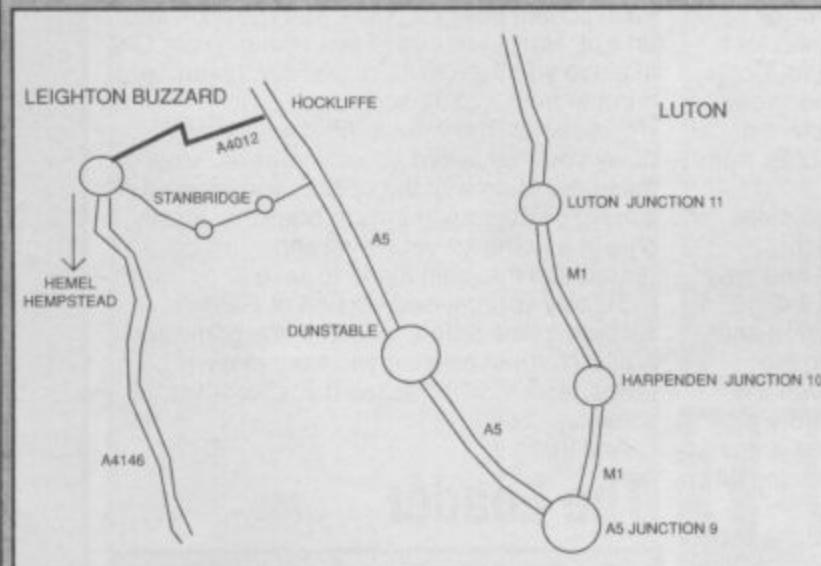 LEIGHTON BUZZARD
HOCKLIFFE
LUTON
A4012
STANBRIDGE
LUTON JUNCTION 11
A5
M1
HEMEL
HEMPSTEAD
DUNSTABLE
HARPENDEN JUNCTION 10
A5
A4146
M1
A5 JUNCTION 9